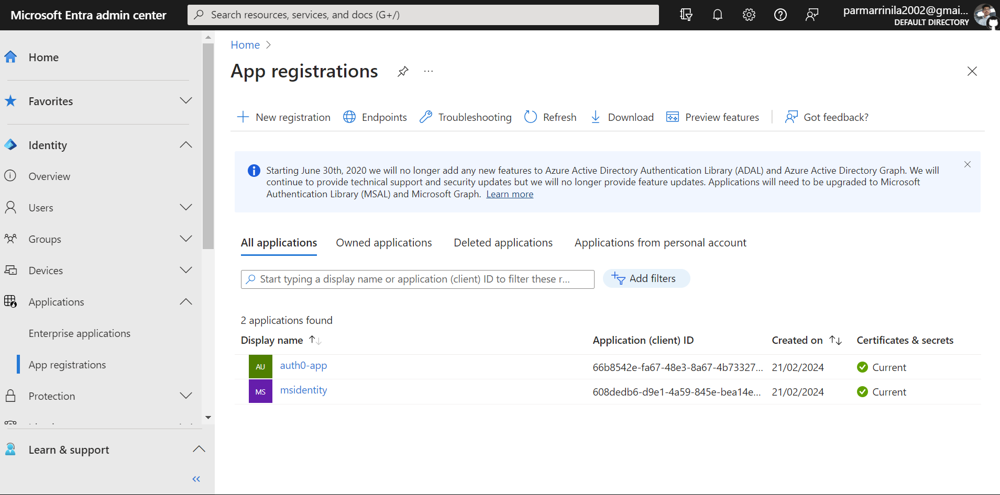 Microsoft Entra admin center
Search resources, services, and docs (G+/)
parmarrinila2002@gmai...
DEFAULT DIRECTORY
Home
Favorites
Identity
Overview
Users
Groups
Devices
Applications
Enterprise applications
App registrations
Protection
Learn & support
Home
App registrations
New registration
Endpoints
Troubleshooting
Refresh
Download
Preview features
Got feedback?
Starting June 30th, 2020 we will no longer add any new features to Azure Active Directory Authentication Library (ADAL) and Azure Active Directory Graph. We will
continue to provide technical support and security updates but we will no longer provide feature updates. Applications will need to be upgraded to Microsoft
Authentication Library (MSAL) and Microsoft Graph. Learn more
All applications
Owned applications
Deleted applications
Applications from personal account
Start typing a display name or application (client) ID to filter these r...
Add filters
2 applications found
Display name
Application (client) ID
Created on
Certificates & secrets
AU
auth0-app
66b8542e-fa67-48e3-8a67-4b73327...
21/02/2024
Current
MS
msidentity
608dedb6-d9e1-4a59-845e-bea14e...
21/02/2024
Current